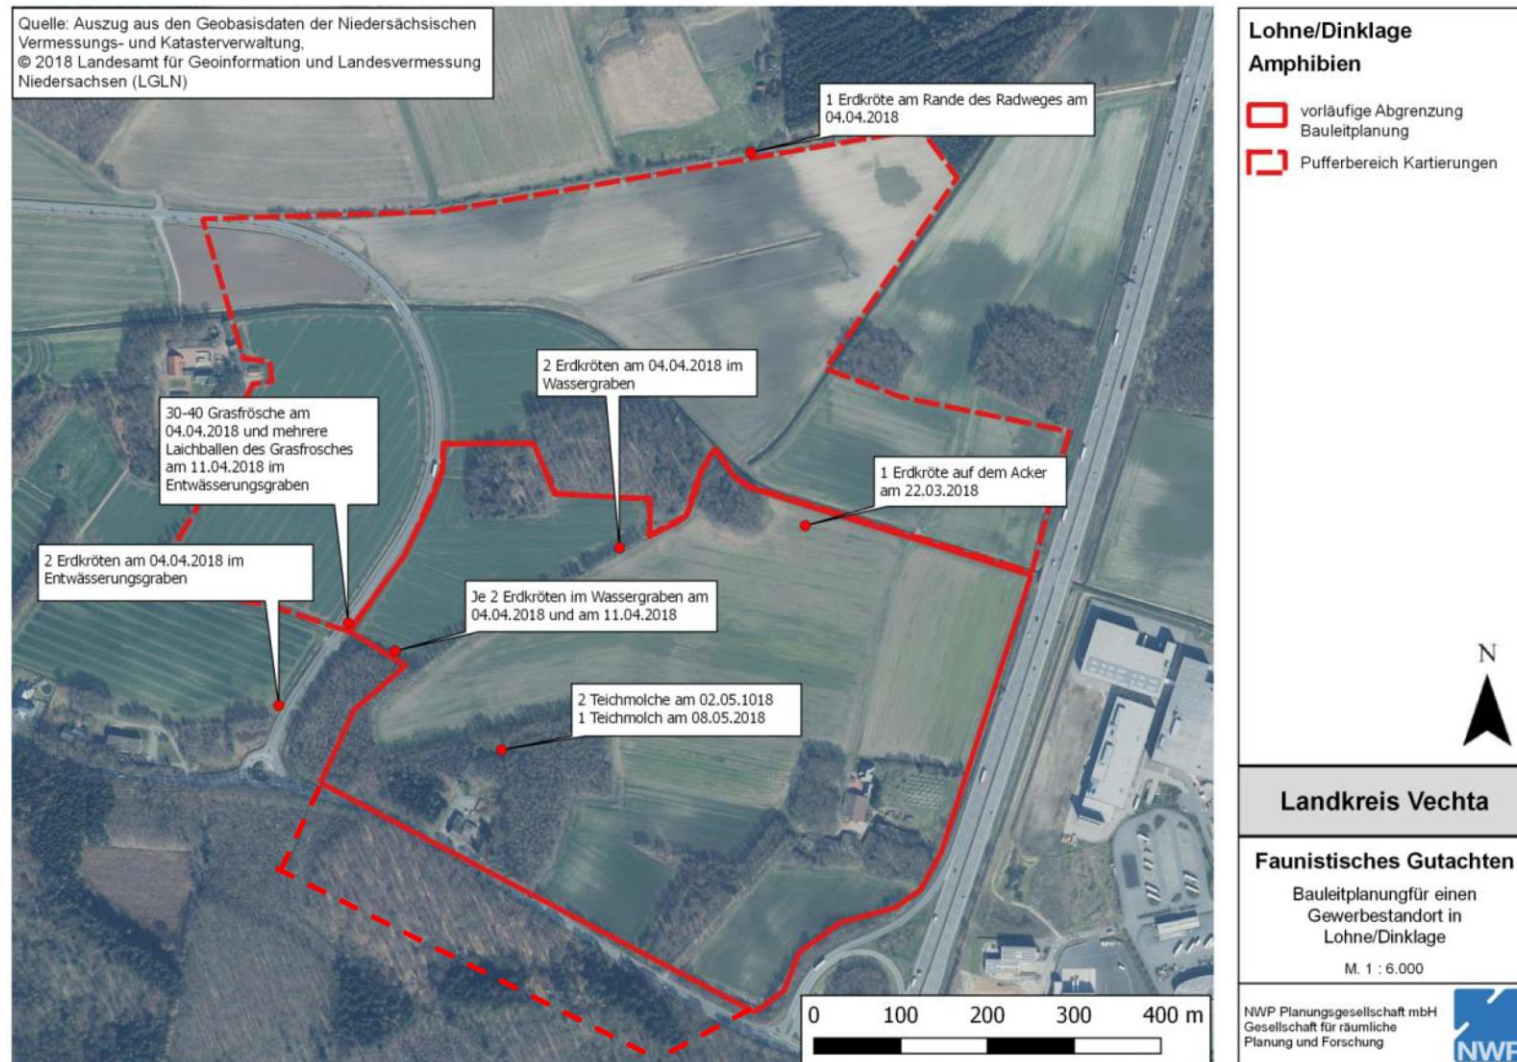 Quelle: Auszug aus den Geobasisdaten der Niedersächsischen
Vermessungs- und Katasterverwaltung,
© 2018 Landesamt für Geoinformation und Landesvermessung
Niedersachsen (LGLN)
1 Erdkröte am Rande des Radweges am
04.04.2018
2 Erdkröten am 04.04.2018 im
Wassergraben
30-40 Grasfrösche am
04.04.2018 und mehrere
Laichballen des Grasfrosches
am 11.04.2018 im
Entwässerungsgraben
1 Erdkröte auf dem Acker
am 22.03.2018
2 Erdkröten am 04.04.2018 im
Entwässerungsgraben
Je 2 Erdkröten im Wassergraben am
04.04.2018 und am 11.04.2018
2 Teichmolche am 02.05.1018
1 Teichmolch am 08.05.2018
0 100 200 300 400 m
Lohne/Dinklage
Amphibien
vorläufige Abgrenzung
Bauleitplanung
Pufferbereich Kartierungen
N
Landkreis Vechta
Faunistisches Gutachten
Bauleitplanungfür einen
Gewerbestandort in
Lohne/Dinklage
M. 1 : 6.000
NWP Planungsgesellschaft mbH
Gesellschaft für räumliche
Planung und Forschung
NWP